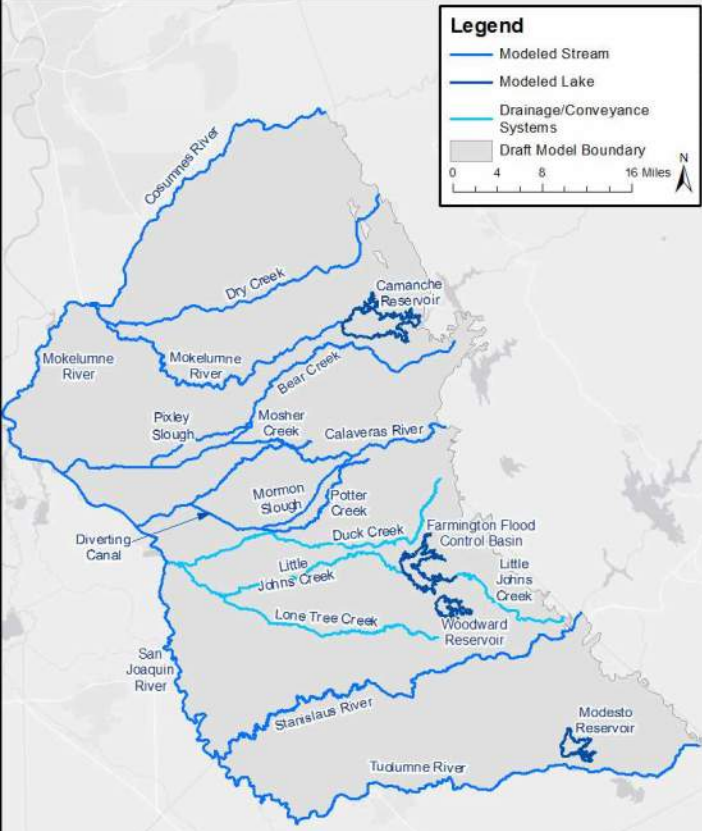 Legend
Modeled Stream
Modeled Lake
Drainage/Conveyance
Systems
Draft Model Boundary
0 4 8 16 Miles
N
Cosumnes River
Dry Creek
Camanche
Reservoir
Mokelumne
River
Mokelumne
River
Bear Creek
Pixley
Slough
Mosher
Creek
Calaveras River
Mormon
Slough
Potter
Creek
Diverting
Canal
Duck Creek
Farmington Flood
Control Basin
Little
Johns Creek
Little
Johns
Creek
Lone Tree Creek
Woodward
Reservoir
San
Joaquin
River
Stanislaus River
Modesto
Reservoir
Tuolumne River